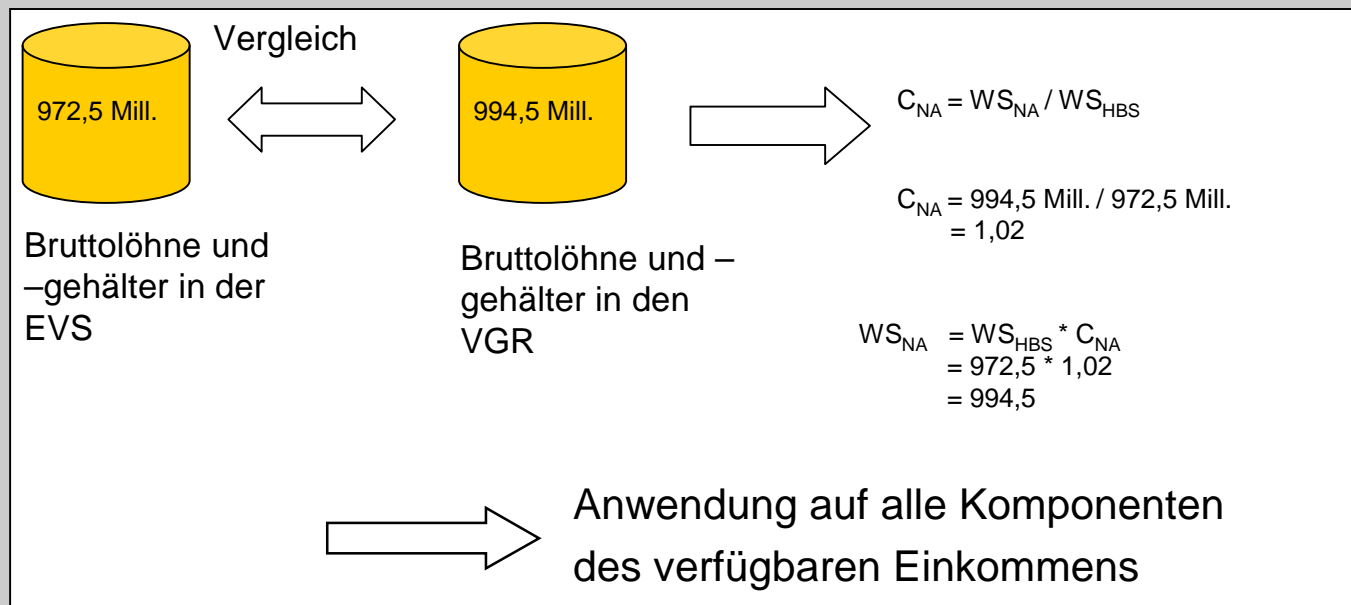 Vergleich
972,5 Mill.
994,5 Mill.
Bruttolöhne und
–gehälter in der
EVS
Bruttolöhne und –
gehälter in den
VGR
C_NA = WS_NA / WS_HBS
C_NA = 994,5 Mill. / 972,5 Mill.
= 1,02
WS_NA = WS_HBS * C_NA
= 972,5 * 1,02
= 994,5
Anwendung auf alle Komponenten
des verfügbaren Einkommens